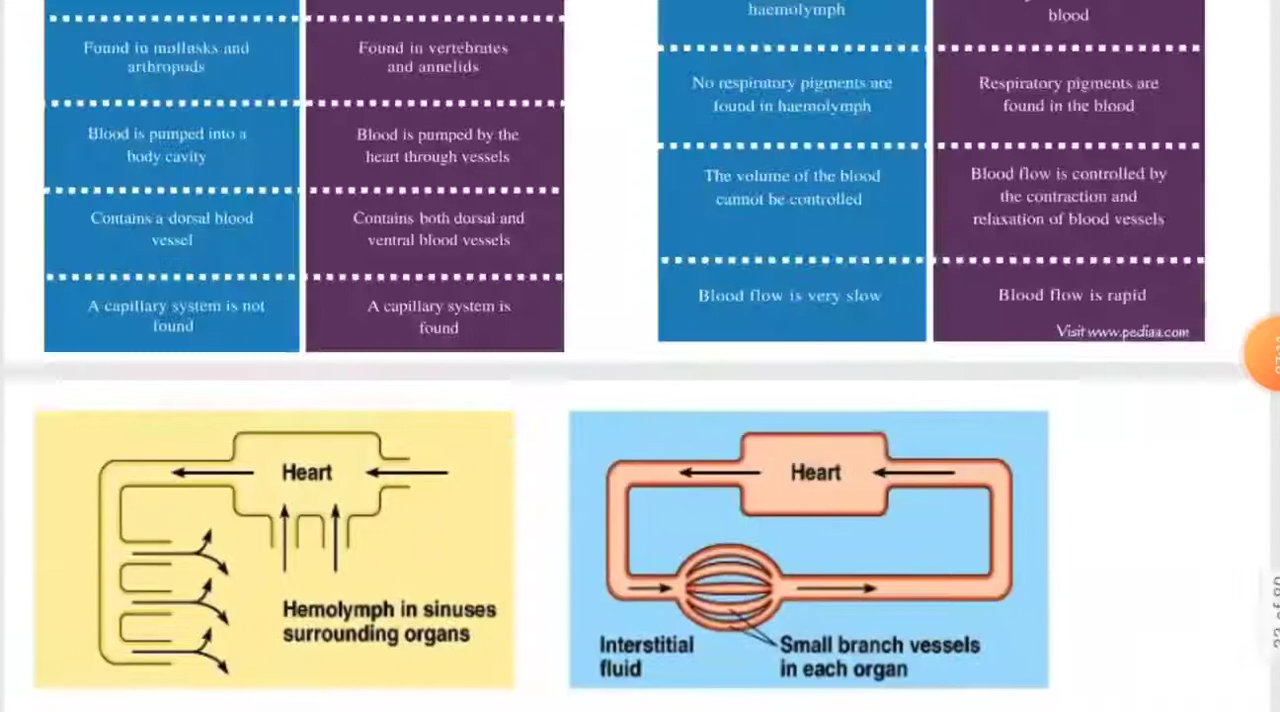 Found in mollusks and
arthropods
Found in vertebrates
and annelids
Blood is pumped into a
body cavity
Blood is pumped by the
heart through vessels
Contains a dorsal blood
vessel
Contains both dorsal and
ventral blood vessels
A capillary system is not
found
A capillary system is
found
haemolymph
blood
No respiratory pigments are
found in haemolymph
Respiratory pigments are
found in the blood
The volume of the blood
cannot be controlled
Blood flow is controlled by
the contraction and
relaxation of blood vessels
Blood flow is very slow
Blood flow is rapid
Visit www.pediaa.com
Heart
Hemolymph in sinuses
surrounding organs
Heart
Interstitial
fluid
Small branch vessels
in each organ